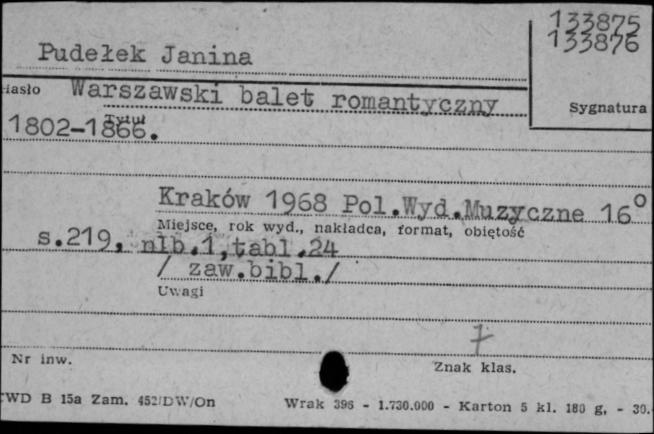 133875
133876
Pudełek Janina
Hasło Warszawski balet romantyczny
Sygnatura
Tytuł
1802-1866.
Kraków 1968 Pol.Wyd.Muzyczne 16°
Miejsce, rok wyd., nakładca, format, objętość
s.219, nlb.1,tabl.24
/ zaw.bibl./
Uwagi
7
Nr inw.
Znak klas.
CWD B 15a Zam. 452/DW/On Wrak 396 - 1.730.000 - Karton 5 kl. 180 g, - 30.